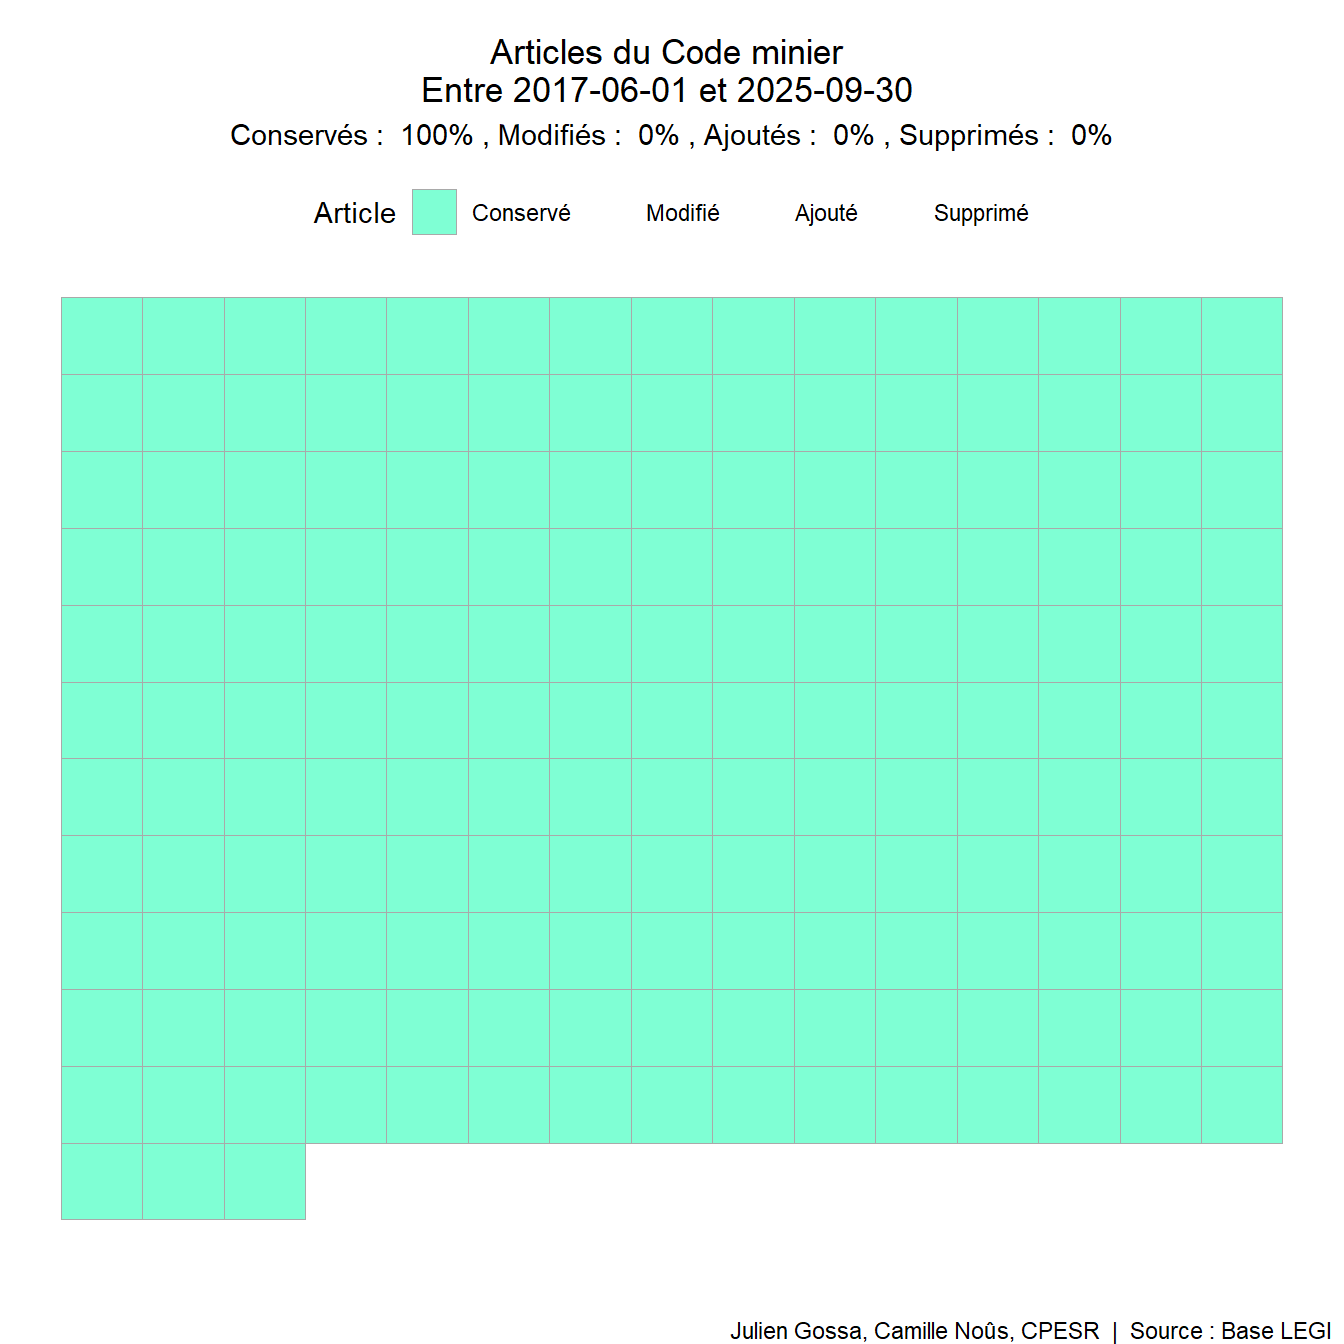 Articles du Code minier
Entre 2017-06-01 et 2025-09-30
Conservés :  100% , Modifiés :  0% , Ajoutés :  0% , Supprimés :  0%
Article Conservé Modifié Ajouté Supprimé
Julien Gossa, Camille Noûs, CPESR | Source : Base LEGI